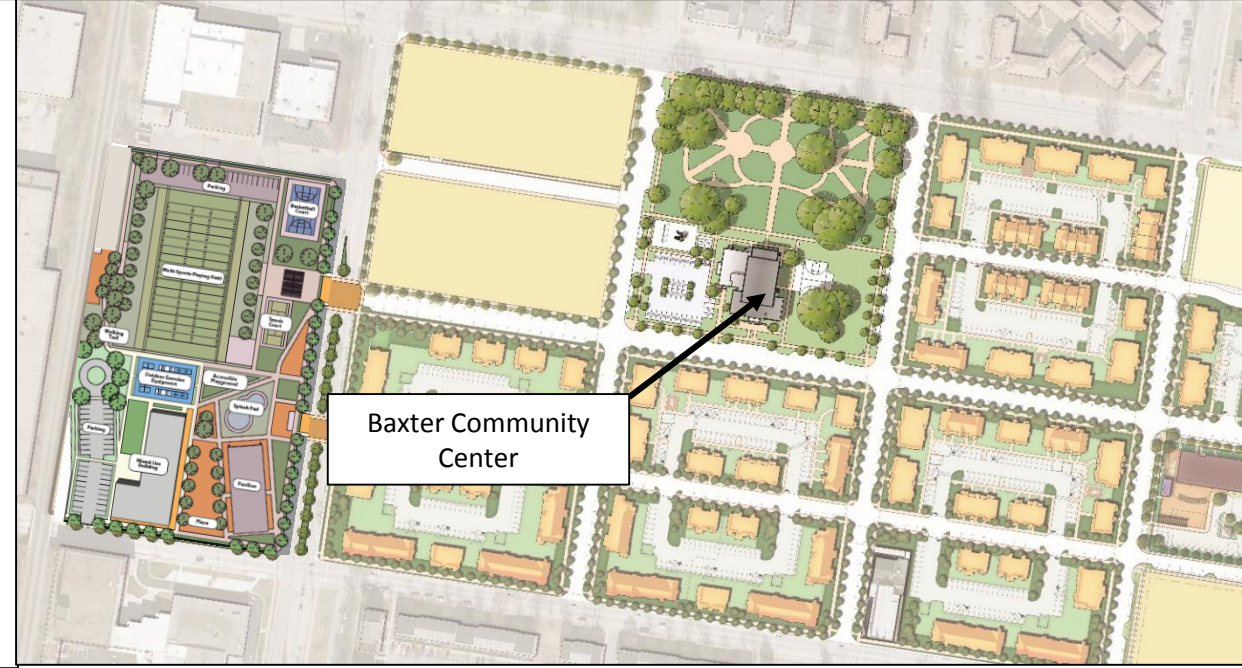 Parking
Basketball
Court
Multi-Sports Playing Field
Tennis
Court
Walking
Trail
Outdoor Exercise
Equipment
Accessible
Playground
Splash Pad
Parking
Mixed-Use
Building
Pavilion
Plaza
Baxter Community
Center